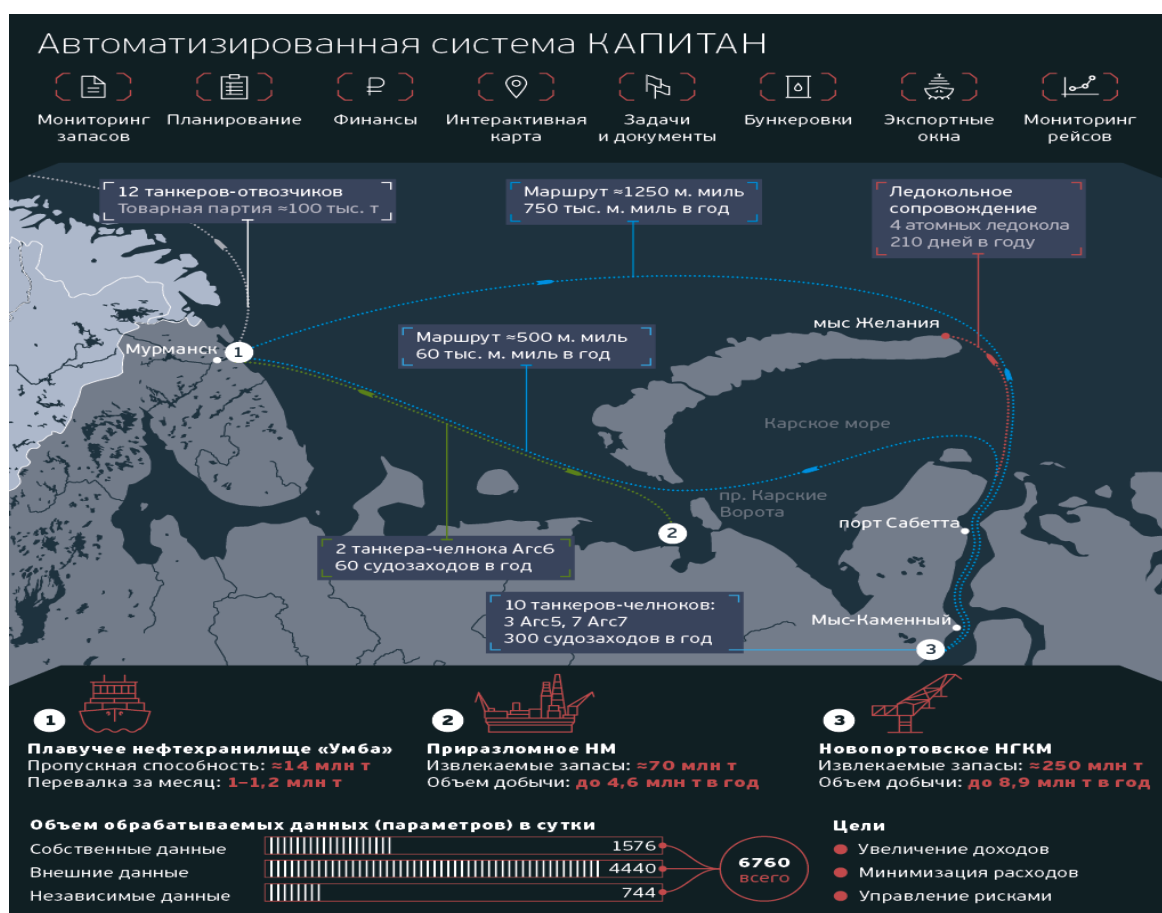 Автоматизированная система КАПИТАН
Мониторинг
запасов
Планирование
Финансы
Интерактивная
карта
Задачи
и документы
Бункеровки
Экспортные
окна
Мониторинг
рейсов
12 танкеров-отвозчиков
Товарная партия ≈100 тыс. т
Маршрут ≈1250 м. миль
750 тыс. м. миль в год
Ледокольное
сопровождение
4 атомных ледокола
210 дней в году
мыс Желания
Маршрут ≈500 м. миль
60 тыс. м. миль в год
Мурманск
1
Карское море
пр. Карские
Ворота
2
порт Сабетта
2 танкера-челнока Arc6
60 судозаходов в год
10 танкеров-челноков:
3 Arc5, 7 Arc7
300 судозаходов в год
Мыс-Каменный
3
1
Плавучее нефтехранилище «Умба»
Пропускная способность: ≈14 млн т
Перевалка за месяц: 1–1,2 млн т
2
Приразломное НМ
Извлекаемые запасы: ≈70 млн т
Объем добычи: до 4,6 млн т в год
3
Новопортовское НГКМ
Извлекаемые запасы: ≈250 млн т
Объем добычи: до 8,9 млн т в год
Объем обрабатываемых данных (параметров) в сутки
Собственные данные 1576
Внешние данные 4440
Независимые данные 744
6760
всего
Цели
Увеличение доходов
Минимизация расходов
Управление рисками